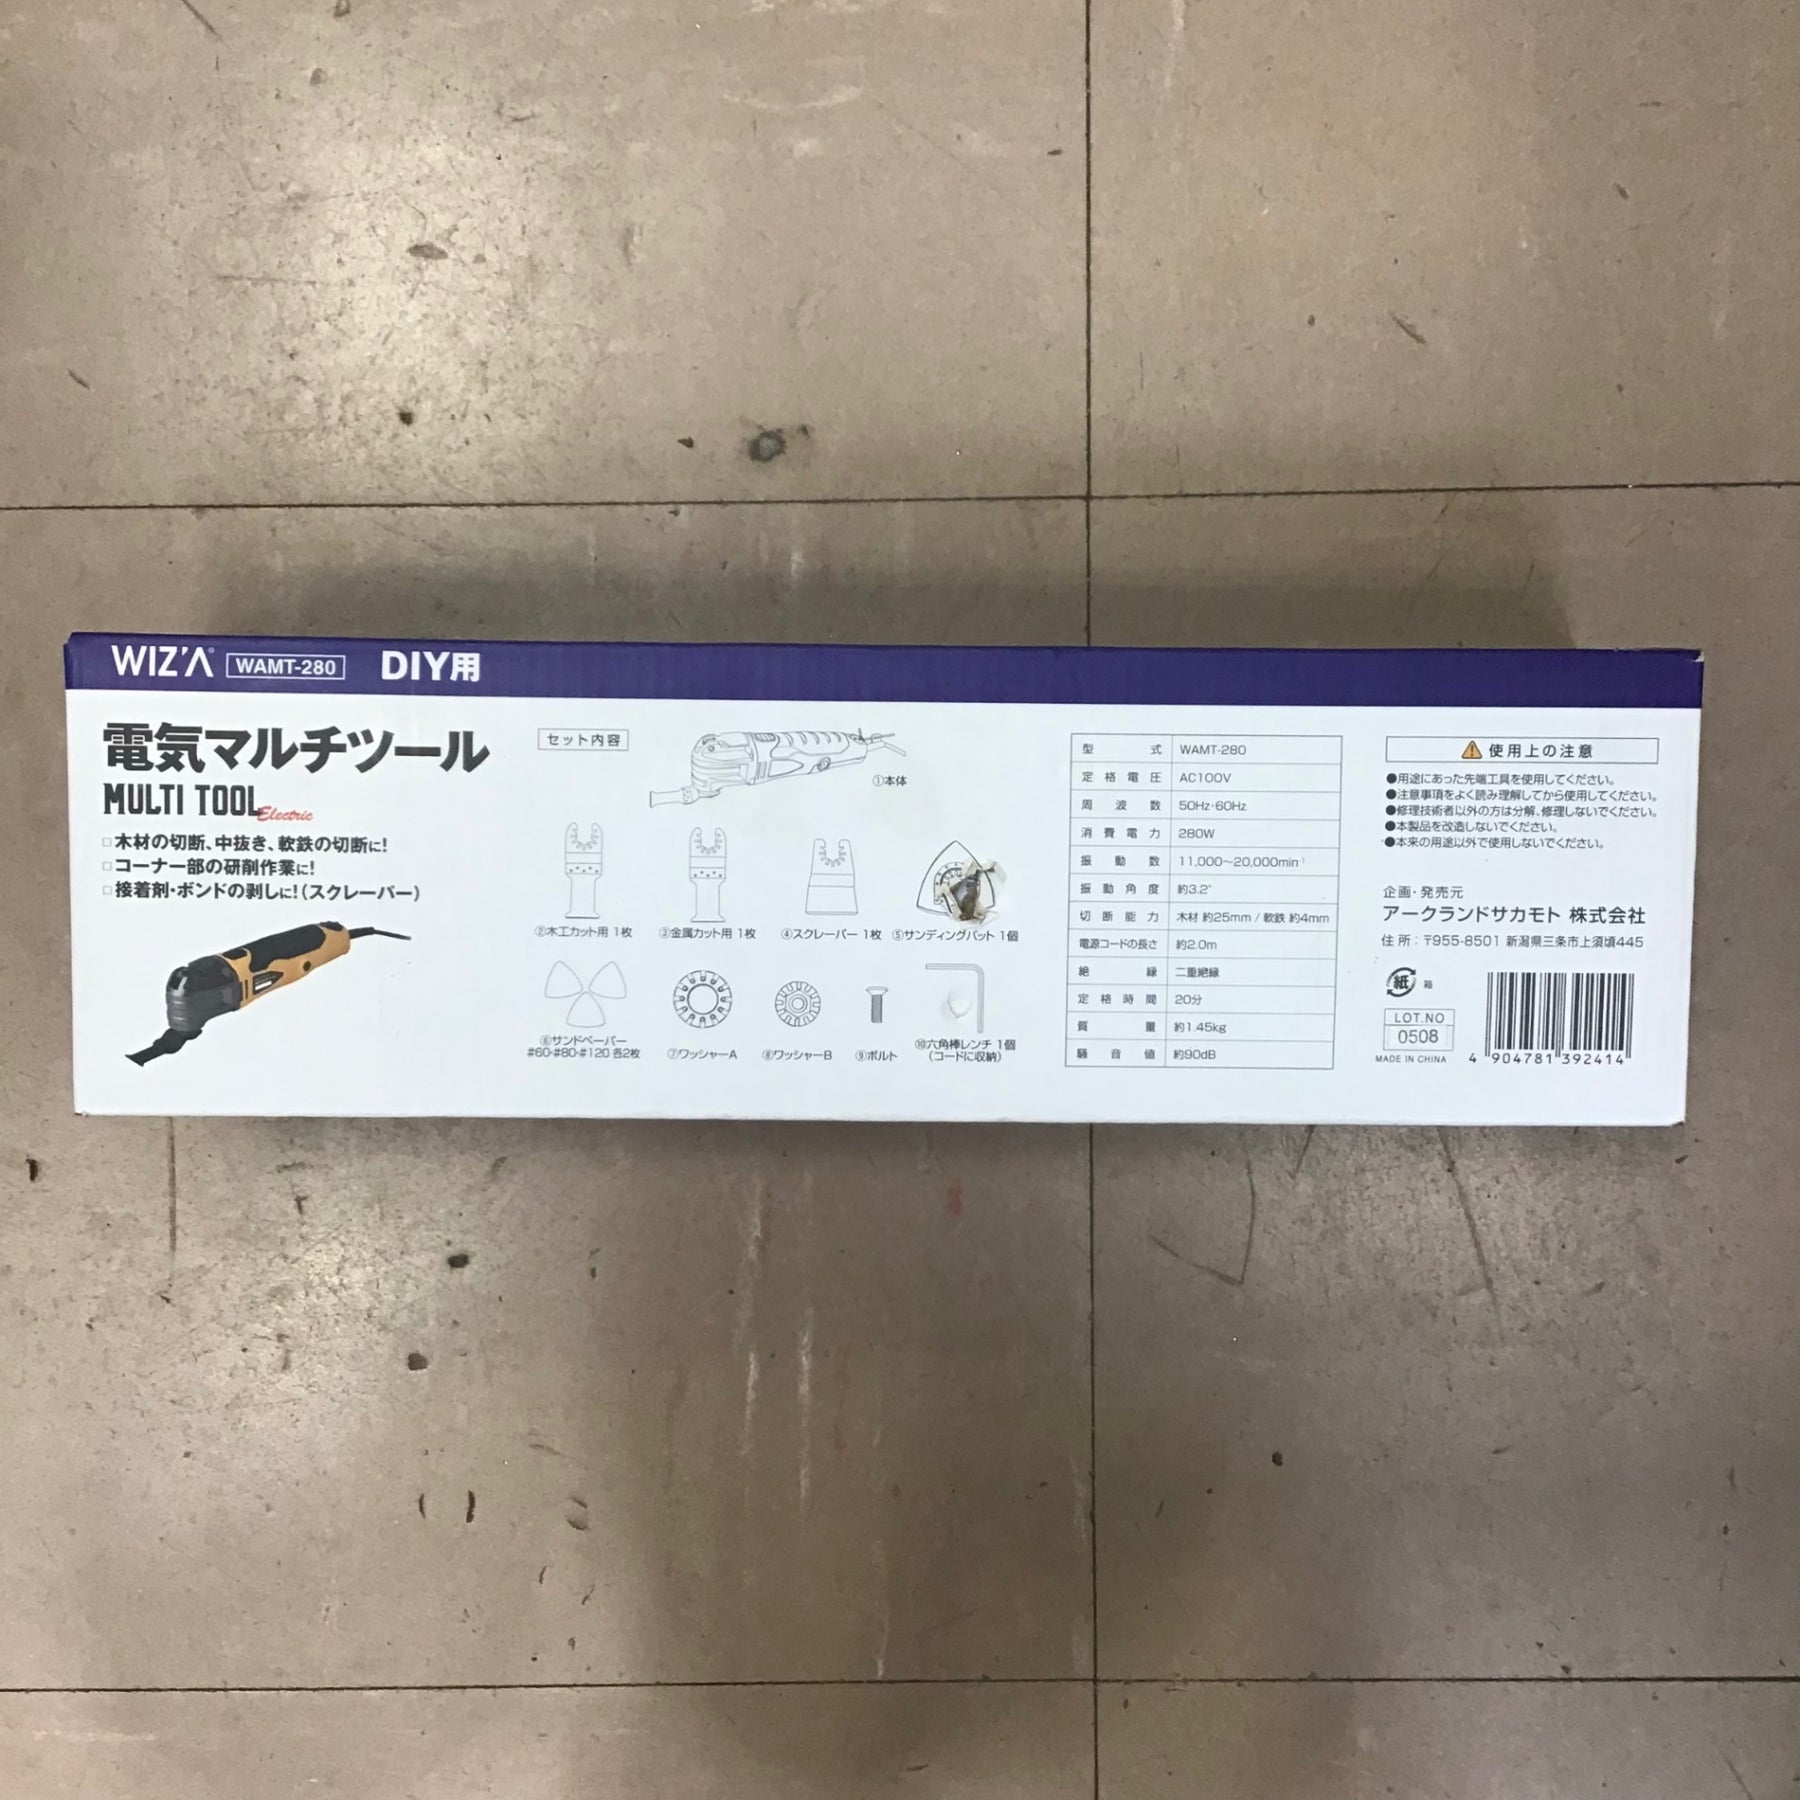 WIZ'A® WAMT-280 DIY用
電気マルチツール
MULTI TOOL Electric
□木材の切断、中抜き、軟鉄の切断に!
□コーナー部の研削作業に!
□接着剤・ボンドの剥しに!(スクレーパー)
セット内容
①本体
②木工カット用 1枚
③金属カット用 1枚
④スクレーパー 1枚
⑤サンディングパット 1個
⑥サンドペーパー
#60・#80・#120 各2枚
⑦ワッシャーA
⑧ワッシャーB
⑨ボルト
⑩六角棒レンチ 1個
(コードに収納)
型式 WAMT-280
定格電圧 AC100V
周波数 50Hz-60Hz
消費電力 280W
振動数 11,000~20,000min⁻¹
振動角度 約3.2°
切断能力 木材 約25mm / 軟鉄 約4mm
電源コードの長さ 約2.0m
絶縁 二重絶縁
定格時間 20分
質量 約1.45kg
騒音値 約90dB
使用上の注意
●用途にあった先端工具を使用してください。
●注意事項をよく読み理解してから使用してください。
●修理技術者以外の方は分解、修理しないでください。
●本製品を改造しないでください。
●本来の用途以外で使用しないでください。
企画・発売元
アークランドサカモト 株式会社
住所:〒955-8501 新潟県三条市上須頃445
紙 箱
LOT.NO
0508
MADE IN CHINA
4 904781 392414